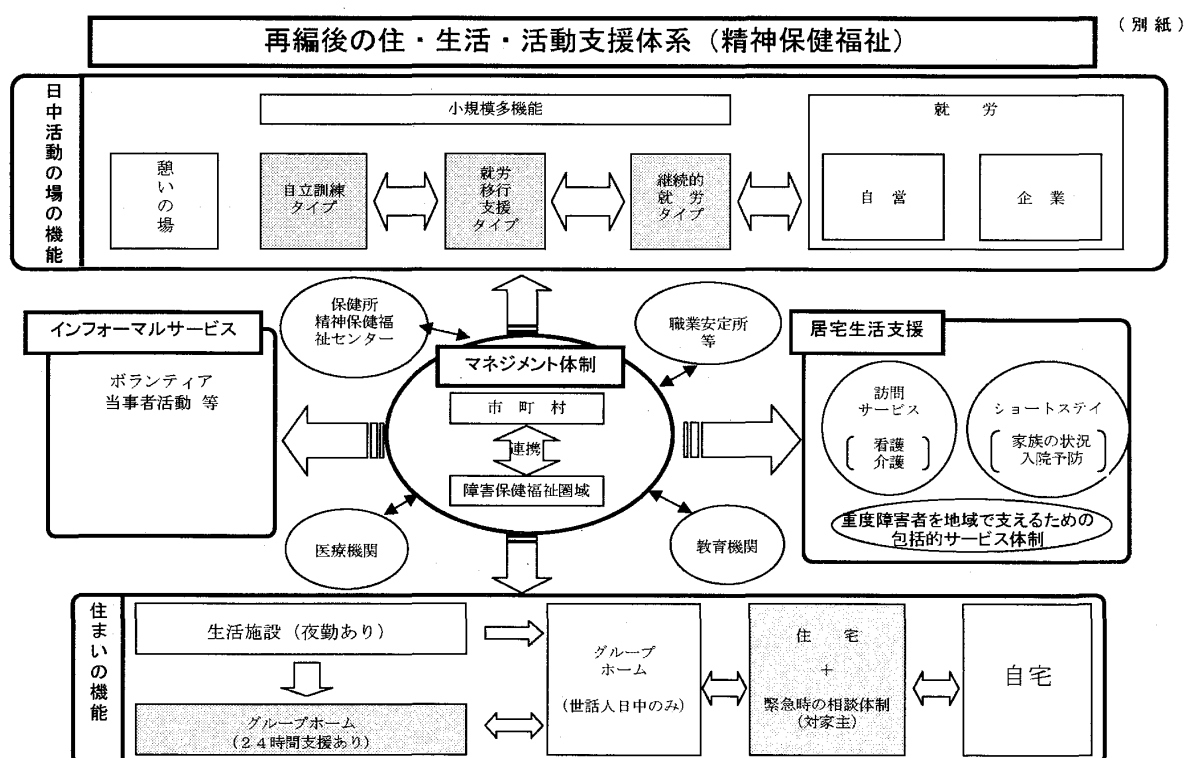 （別紙）
再編後の住・生活・活動支援体系（精神保健福祉）
日中活動の場の機能
小規模多機能
就　労
憩いの場
自立訓練
タイプ
就労
移行
支援
タイプ
継続的
就　労
タイプ
自　営
企　業
保健所
精神保健福
祉センター
職業安定所
等
インフォーマルサービス
ボランティア
当事者活動 等
マネジメント体制
市　町　村
連携
障害保健福祉圏域
医療機関
教育機関
居宅生活支援
訪問
サービス
看護
介護
ショートステイ
家族の状況
入院予防
重度障害者を地域で支えるための
包括的サービス体制
住まいの機能
生活施設（夜勤あり）
グループホーム
（２４時間支援あり）
グループ
ホーム
（世話人日中のみ）
住　宅
＋
緊急時の相談体制
（対家主）
自宅